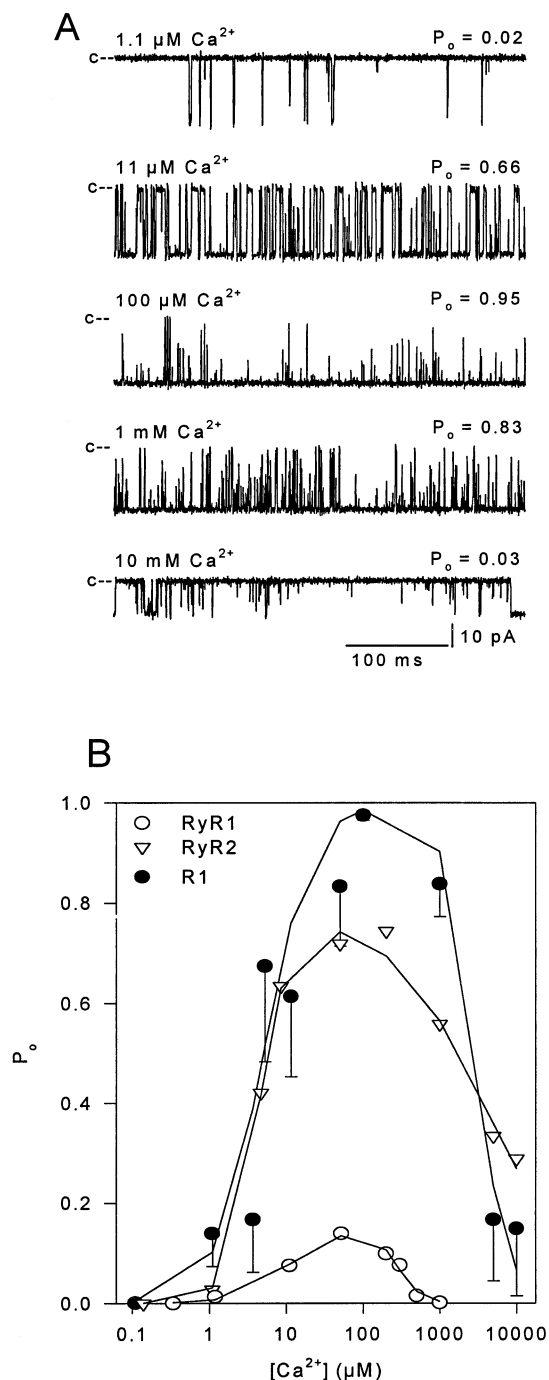 A
1.1 µM Ca²⁺ Pₒ = 0.02
c--
11 µM Ca²⁺ Pₒ = 0.66
c--
100 µM Ca²⁺ Pₒ = 0.95
c--
1 mM Ca²⁺ Pₒ = 0.83
c--
10 mM Ca²⁺ Pₒ = 0.03
c--
10 pA
100 ms
B
1.0
RyR1
RyR2
R1
0.8
0.6
Pₒ
0.4
0.2
0.0
0.1 1 10 100 1000 10000
[Ca²⁺] (µM)